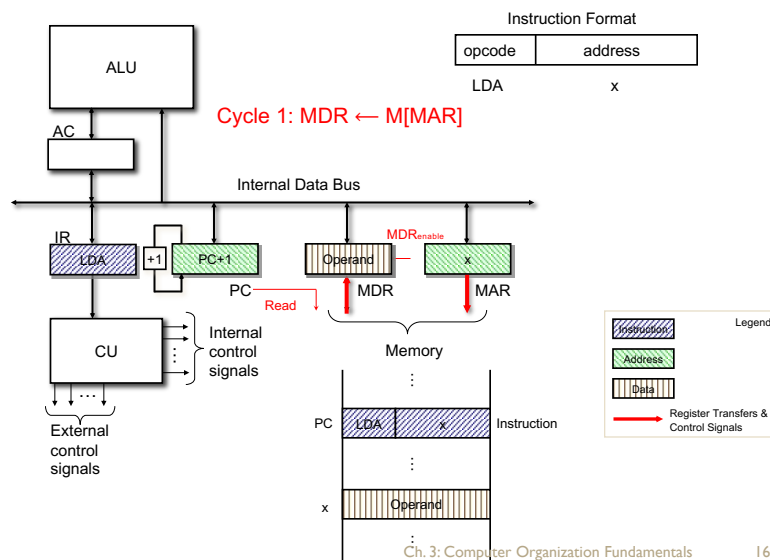 Instruction Format
opcode address
LDA x
ALU
Cycle 1: MDR ← M[MAR]
AC
Internal Data Bus
IR
LDA
+1
PC+1
Operand
MDRenable
x
PC
Read
MDR
MAR
CU
...
⋮
Internal
control
signals
...
External
control
signals
Memory
⋮
PC
LDA x
Instruction
⋮
x
Operand
⋮
Legend
Instruction
Address
Data
Register Transfers &
Control Signals
Ch. 3: Computer Organization Fundamentals 16